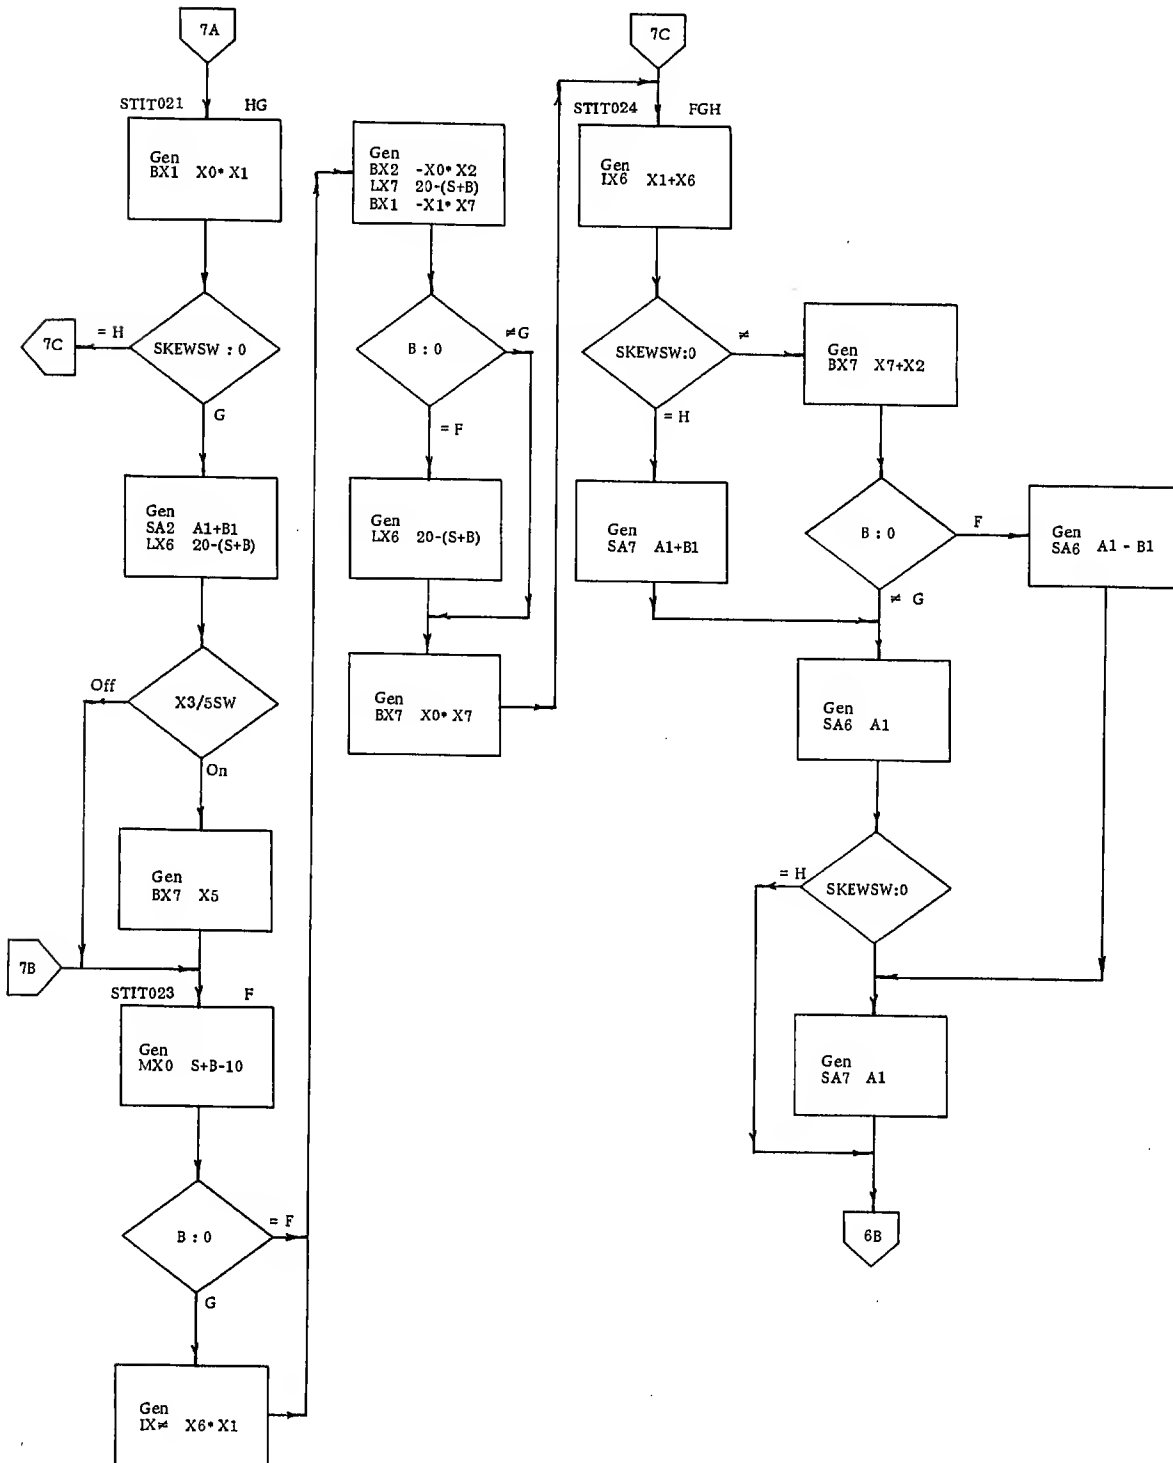 7A
STIT021 HG
Gen
BX1 X0* X1
SKEWSW : 0
= H
7C
G
Gen
SA2 A1+B1
LX6 20-(S+B)
X3/5SW
Off
On
Gen
BX7 X5
7B
STIT023 F
Gen
MX0 S+B-10
B : 0
= F
G
Gen
IX≠ X6* X1
Gen
BX2 -X0* X2
LX7 20-(S+B)
BX1 -X1* X7
B : 0
≠G
= F
Gen
LX6 20-(S+B)
Gen
BX7 X0* X7
7C
STIT024 FGH
Gen
IX6 X1+X6
SKEWSW:0
≠
= H
Gen
SA7 A1+B1
Gen
BX7 X7+X2
B : 0
F
≠ G
Gen
SA6 A1 - B1
Gen
SA6 A1
SKEWSW:0
= H
Gen
SA7 A1
6B